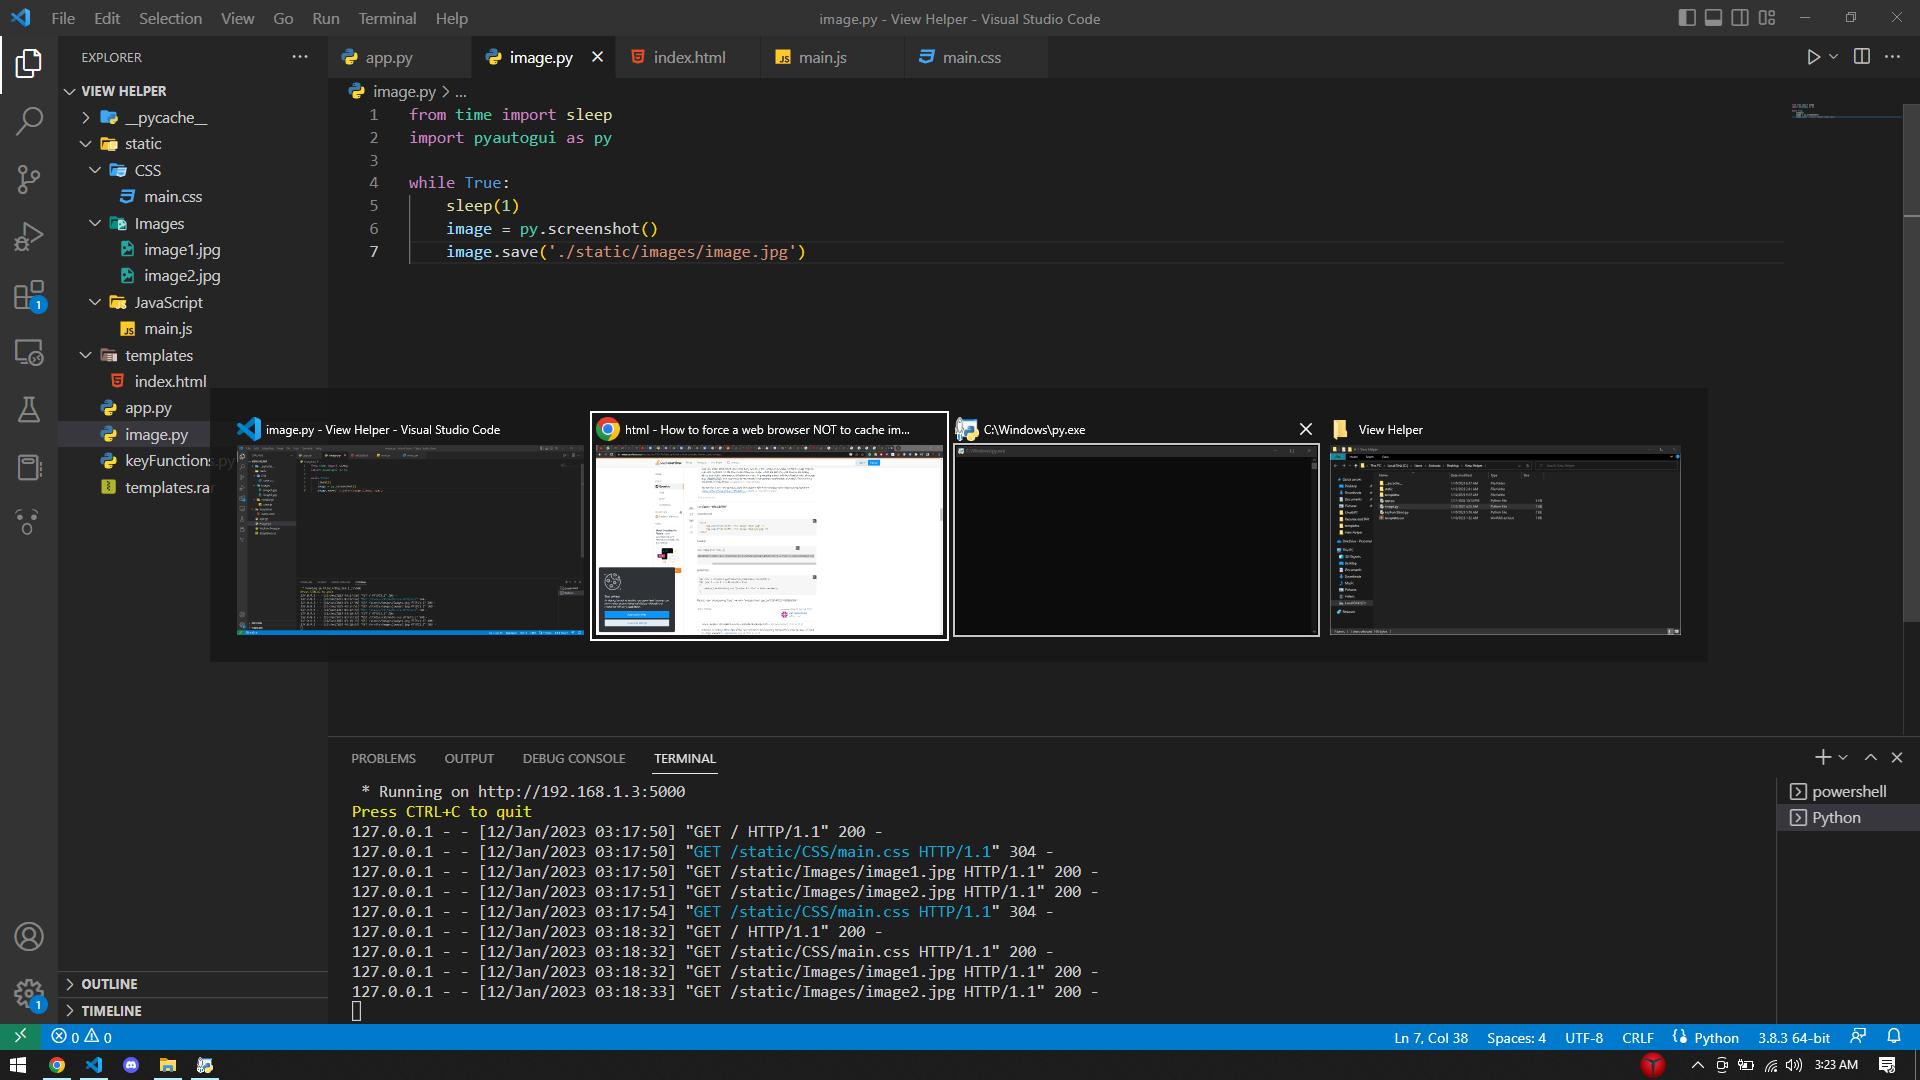 File Edit Selection View Go Run Terminal Help
image.py - View Helper - Visual Studio Code
EXPLORER
VIEW HELPER
__pycache__
static
CSS
main.css
Images
image1.jpg
image2.jpg
JavaScript
main.js
templates
index.html
app.py
image.py
keyFunctions.py
templates.rar
OUTLINE
TIMELINE
app.py image.py index.html main.js main.css
image.py > ...
1 from time import sleep
2 import pyautogui as py
3
4 while True:
5 sleep(1)
6 image = py.screenshot()
7 image.save('./static/images/image.jpg')
image.py - View Helper - Visual Studio Code
html - How to force a web browser NOT to cache im...
C:\Windows\py.exe
View Helper
PROBLEMS OUTPUT DEBUG CONSOLE TERMINAL
* Running on http://192.168.1.3:5000
Press CTRL+C to quit
127.0.0.1 - - [12/Jan/2023 03:17:50] "GET / HTTP/1.1" 200 -
127.0.0.1 - - [12/Jan/2023 03:17:50] "GET /static/CSS/main.css HTTP/1.1" 304 -
127.0.0.1 - - [12/Jan/2023 03:17:50] "GET /static/Images/image1.jpg HTTP/1.1" 200 -
127.0.0.1 - - [12/Jan/2023 03:17:51] "GET /static/Images/image2.jpg HTTP/1.1" 200 -
127.0.0.1 - - [12/Jan/2023 03:17:54] "GET /static/CSS/main.css HTTP/1.1" 304 -
127.0.0.1 - - [12/Jan/2023 03:18:32] "GET / HTTP/1.1" 200 -
127.0.0.1 - - [12/Jan/2023 03:18:32] "GET /static/CSS/main.css HTTP/1.1" 200 -
127.0.0.1 - - [12/Jan/2023 03:18:32] "GET /static/Images/image1.jpg HTTP/1.1" 200 -
127.0.0.1 - - [12/Jan/2023 03:18:33] "GET /static/Images/image2.jpg HTTP/1.1" 200 -
powershell
Python
0 0 Ln 7, Col 38 Spaces: 4 UTF-8 CRLF Python 3.8.3 64-bit
3:23 AM